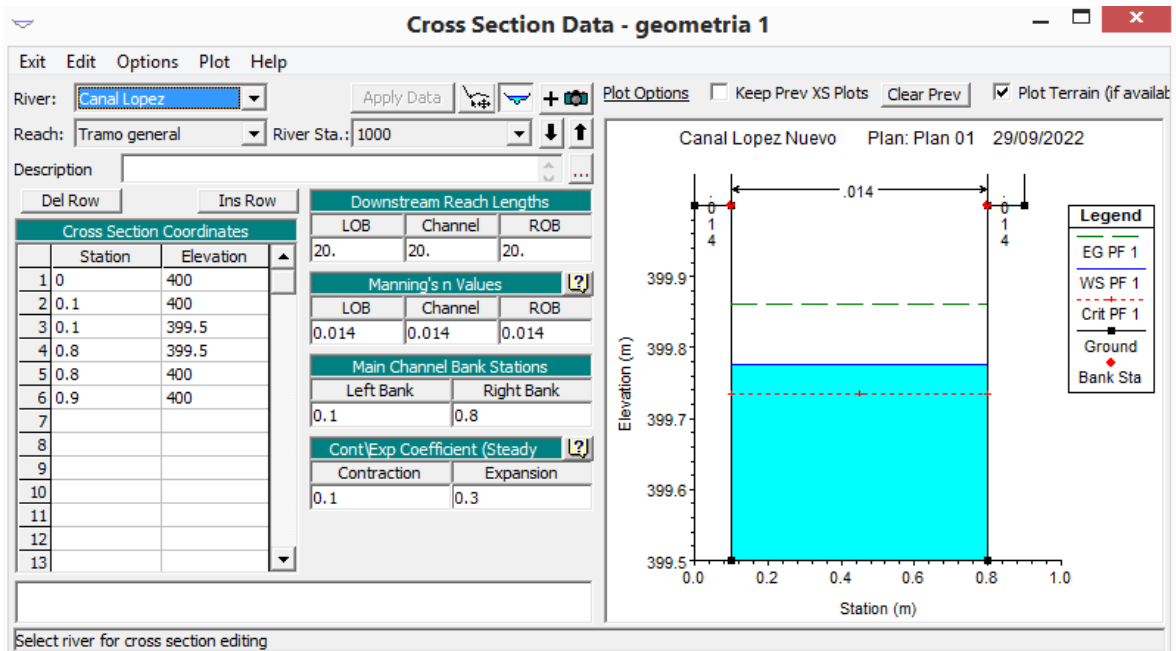 Cross Section Data - geometria 1
Exit Edit Options Plot Help
River: Canal Lopez Apply Data
Reach: Tramo general River Sta.: 1000
Description ...
Del Row Ins Row
Cross Section Coordinates
Station Elevation
1 0 400
2 0.1 400
3 0.1 399.5
4 0.8 399.5
5 0.8 400
6 0.9 400
7
8
9
10
11
12
13
Downstream Reach Lengths
LOB Channel ROB
20. 20. 20.
Manning's n Values
LOB Channel ROB
0.014 0.014 0.014
Main Channel Bank Stations
Left Bank Right Bank
0.1 0.8
Cont\Exp Coefficient (Steady
Contraction Expansion
0.1 0.3
Select river for cross section editing
Plot Options Keep Prev XS Plots Clear Prev Plot Terrain (if availab
Canal Lopez Nuevo Plan: Plan 01 29/09/2022
.014 .014 .014
399.9
399.8
399.7
399.6
399.5
Elevation (m)
0.0 0.2 0.4 0.6 0.8 1.0
Station (m)
Legend
EG PF 1
WS PF 1
Crit PF 1
Ground
Bank Sta